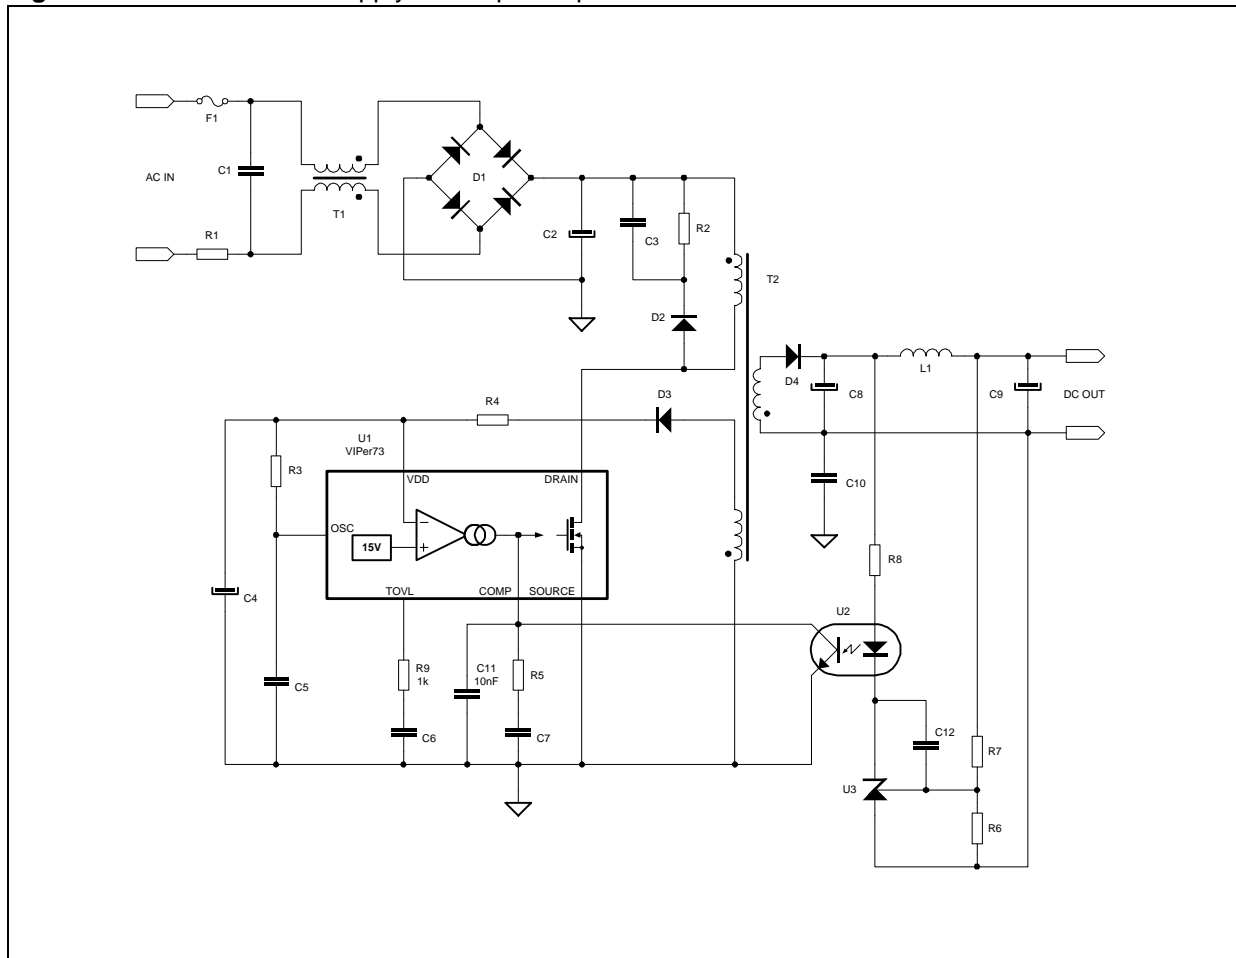 F1
C1
AC IN
T1
R1
D1
C2
C3
R2
D2
T2
D4
C8
L1
C9
DC OUT
D3
R4
U1
VIPer73
R3
VDD
DRAIN
OSC
15V
C10
TOVL
COMP
SOURCE
C4
R8
U2
R9
1k
C11
10nF
R5
C5
C6
C7
C12
R7
U3
R6